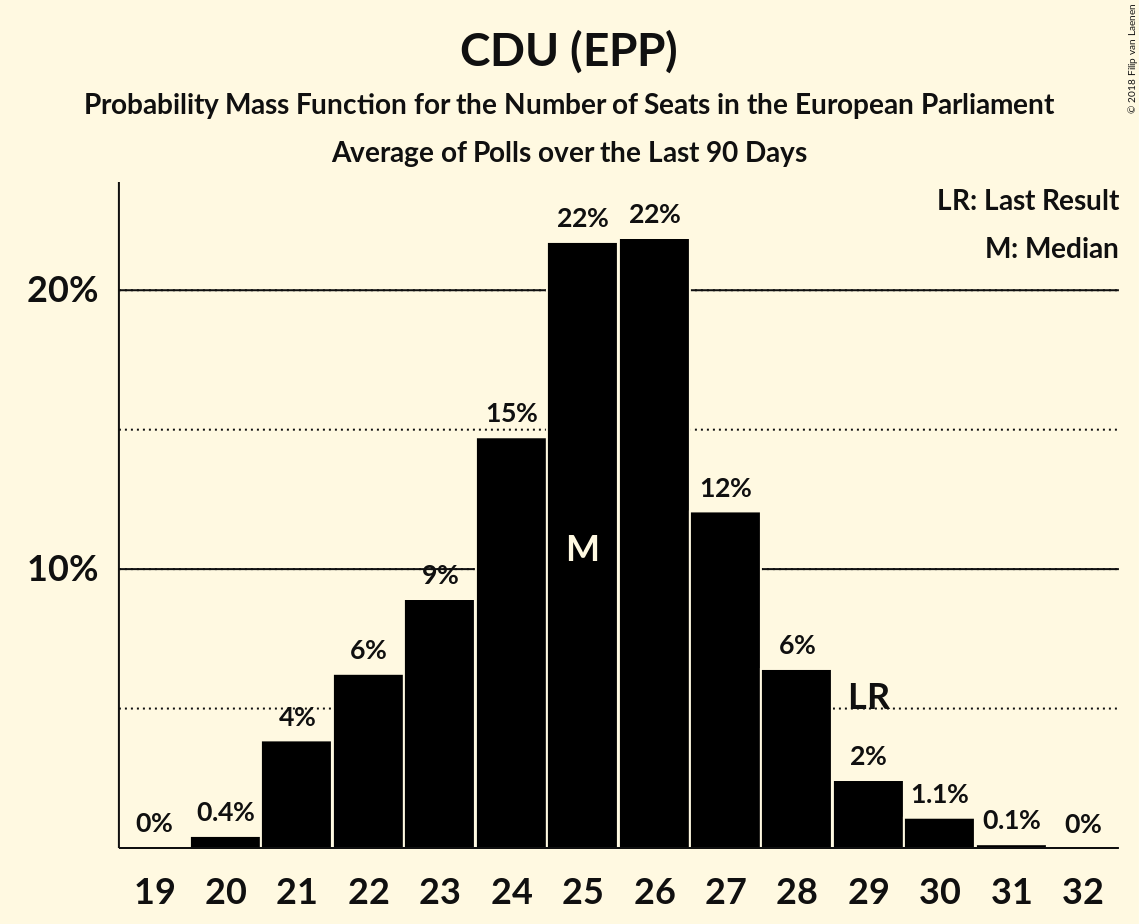 CDU (EPP)
Probability Mass Function for the Number of Seats in the European Parliament
Average of Polls over the Last 90 Days
© 2018 Filip van Laenen
LR: Last Result
M: Median
22% 22%
20%
15%
12%
M
10%
9%
6% 6%
LR
4%
2%
1.1%
0% 0.4% 0.1% 0%
19 20 21 22 23 24 25 26 27 28 29 30 31 32